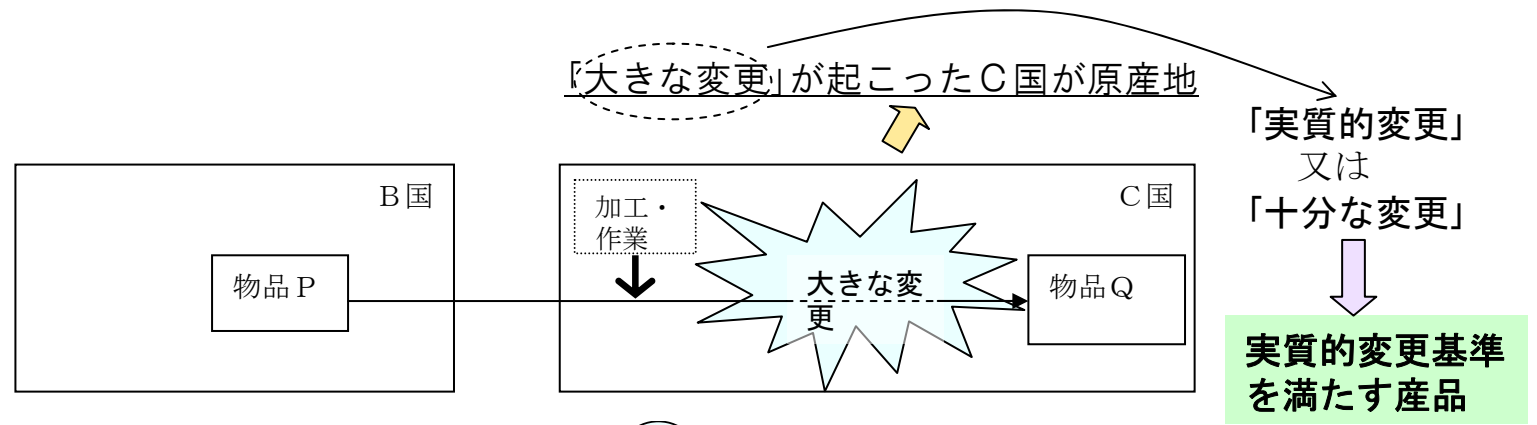 「大きな変更」が起こったＣ国が原産地
「実質的変更」
又は
「十分な変更」
Ｂ国
加工・
作業
Ｃ国
物品Ｐ
大きな変
更
物品Ｑ
実質的変更基準
を満たす産品